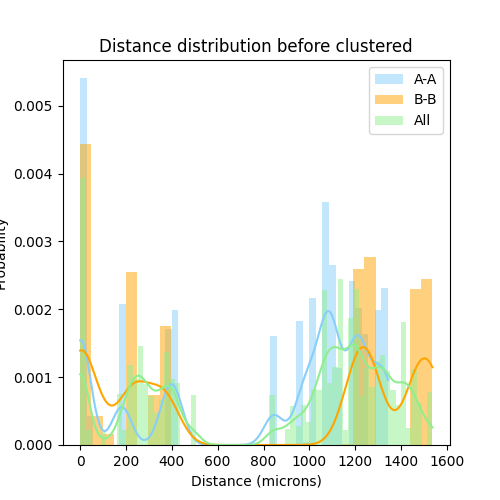 Distance distribution before clustered
A-A
B-B
All
0.005
0.004
0.003
0.002
0.001
0.000
Probability
0 200 400 600 800 1000 1200 1400 1600
Distance (microns)